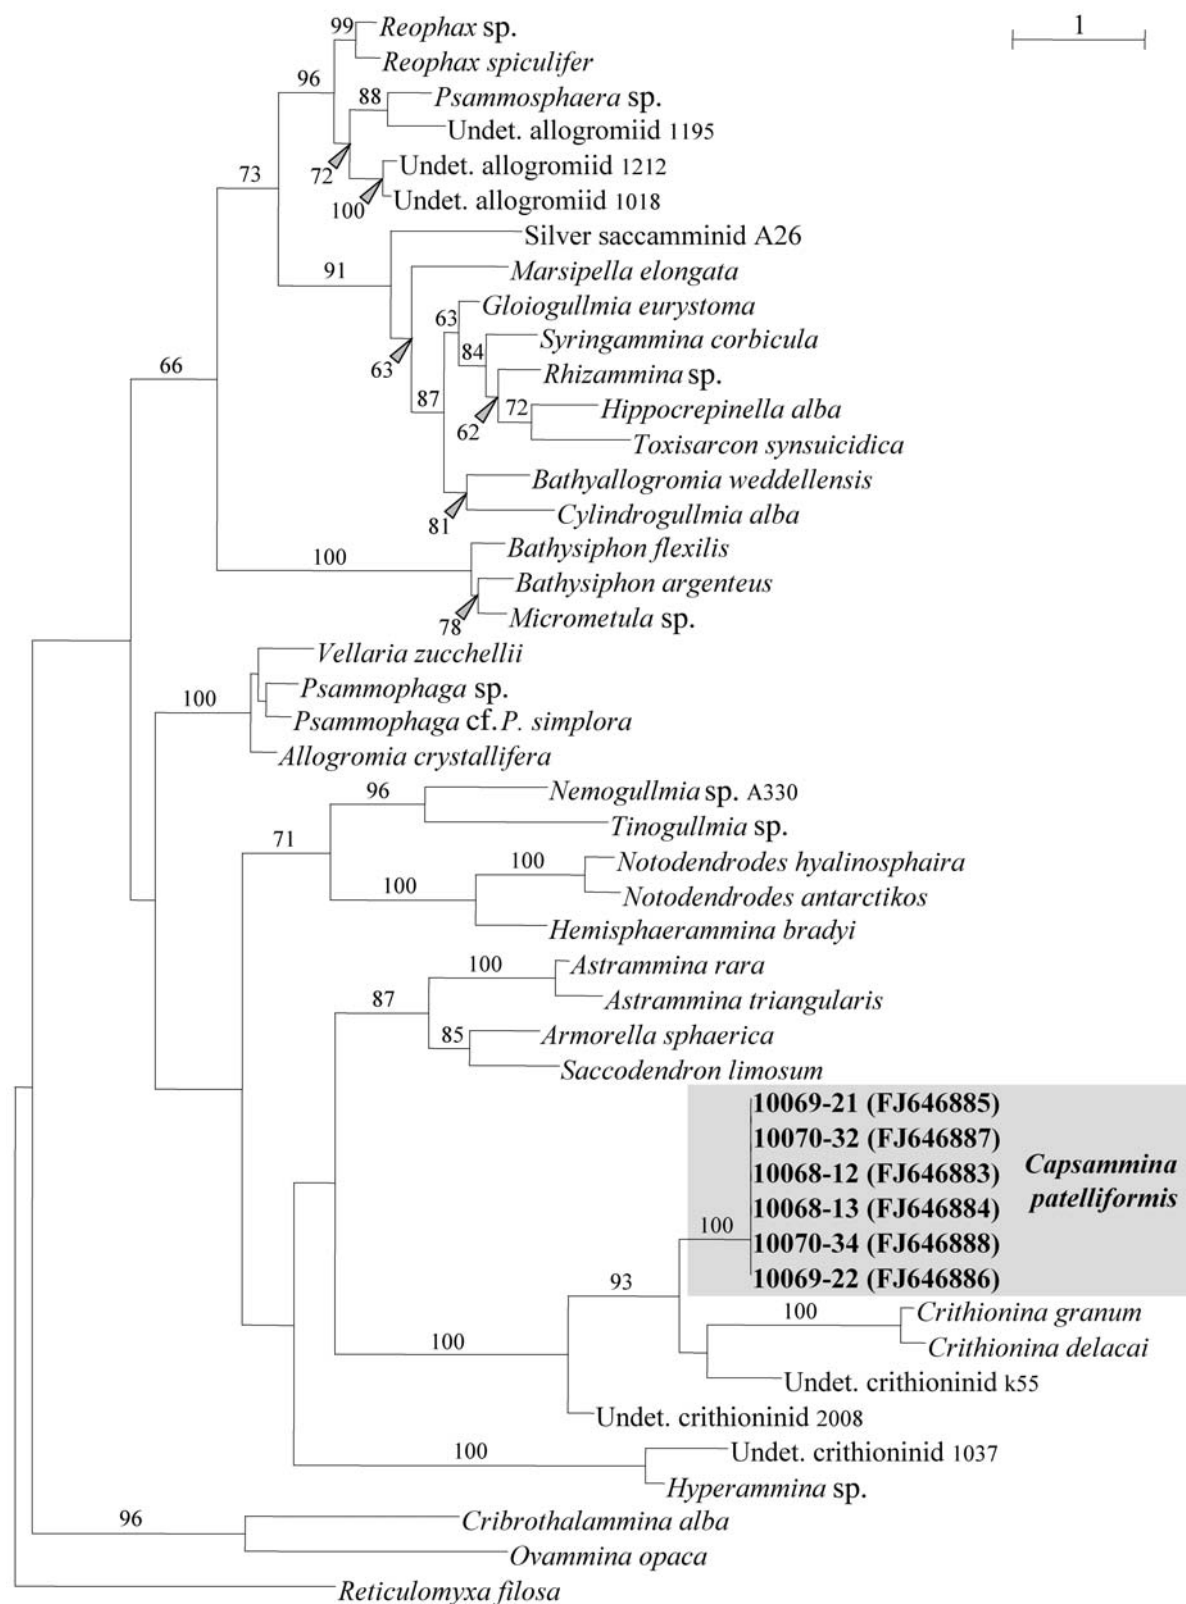 1
99
Reophax sp.
Reophax spiculifer
96
88
Psammosphaera sp.
Undet. allogromiid 1195
72
Undet. allogromiid 1212
73
100
Undet. allogromiid 1018
Silver saccamminid A26
91
Marsipella elongata
Gloiogullmia eurystoma
63
Syringammina corbicula
84
63
66
Rhizammina sp.
87
72
Hippocrepinella alba
62
Toxisarcon synsuicidica
Bathyallogromia weddellensis
81
Cylindrogullmia alba
100
Bathysiphon flexilis
Bathysiphon argenteus
78
Micrometula sp.
Vellaria zucchellii
100
Psammophaga sp.
Psammophaga cf. P. simplora
Allogromia crystallifera
96
Nemogullmia sp. A330
Tinogullmia sp.
71
100
Notodendrodes hyalinosphaira
100
Notodendrodes antarctikos
Hemisphaerammina bradyi
100
Astrammina rara
87
Astrammina triangularis
85
Armorella sphaerica
Saccodendron limosum
10069-21 (FJ646885)
10070-32 (FJ646887)
10068-12 (FJ646883)
10068-13 (FJ646884)
10070-34 (FJ646888)
10069-22 (FJ646886)
Capsammina
patelliformis
100
93
100
Crithionina granum
Crithionina delacai
100
Undet. crithioninid k55
Undet. crithioninid 2008
100
Undet. crithioninid 1037
Hyperammina sp.
96
Cribrothalammina alba
Ovammina opaca
Reticulomyxa filosa